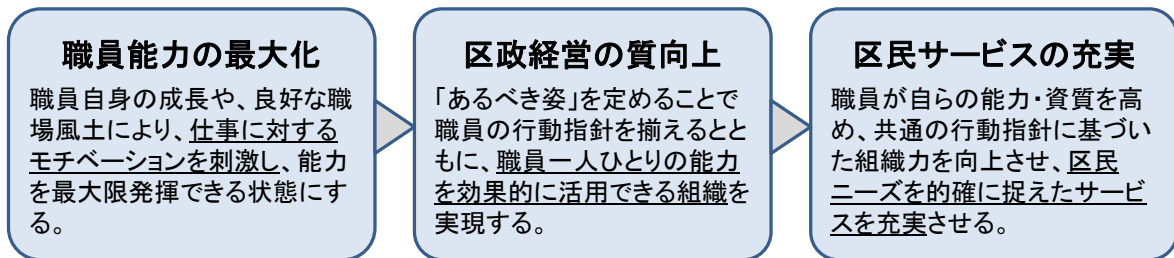 職員能力の最大化
職員自身の成長や、良好な職
場風土により、仕事に対する
モチベーションを刺激し、能力
を最大限発揮できる状態にす
る。
区政経営の質向上
「あるべき姿」を定めることで
職員の行動指針を揃えるとと
もに、職員一人ひとりの能力
を効果的に活用できる組織を
実現する。
区民サービスの充実
職員が自らの能力・資質を高
め、共通の行動指針に基づい
た組織力を向上させ、区民
ニーズを的確に捉えたサービ
スを充実させる。